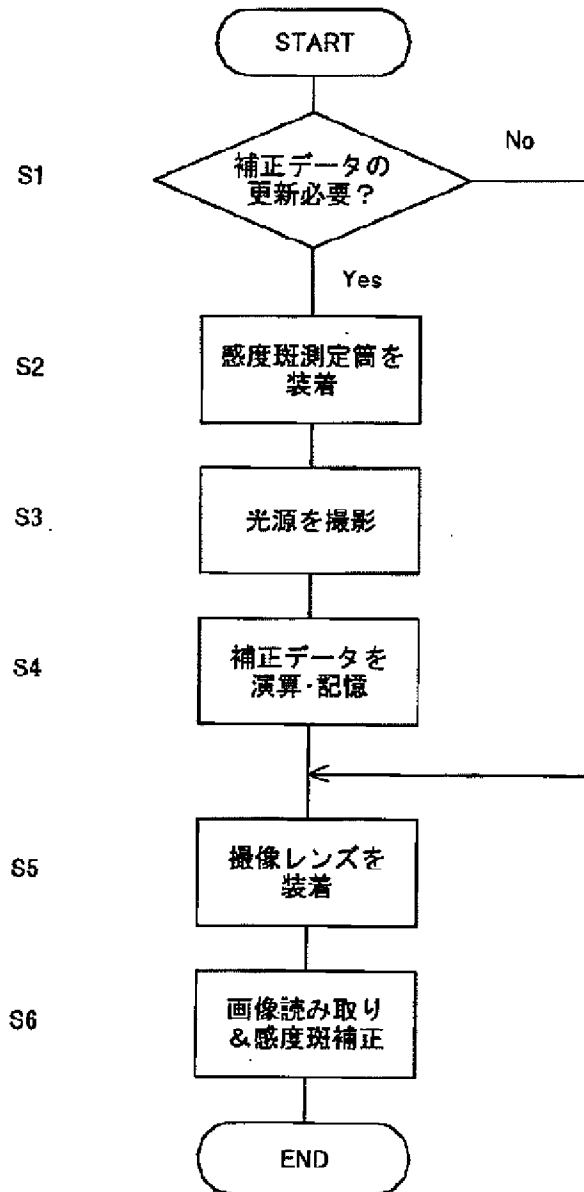 START
S1
補正データの
更新必要？
No
Yes
S2
感度斑測定筒を
装着
S3
光源を撮影
S4
補正データを
演算・記憶
S5
撮像レンズを
装着
S6
画像読み取り
＆感度斑補正
END